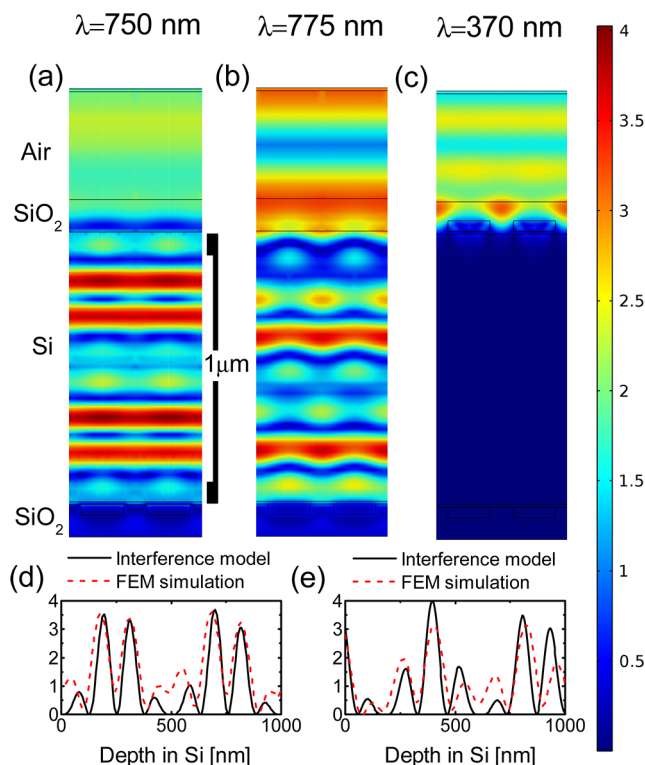 λ=750 nm
λ=775 nm
λ=370 nm
(a)
(b)
(c)
4
3.5
3
2.5
2
1.5
1
0.5
Air
SiO2
Si
SiO2
1μm
Interference model
FEM simulation
Interference model
FEM simulation
(d)
(e)
4
3
2
1
0
0
500
1000
Depth in Si [nm]
4
3
2
1
0
0
500
1000
Depth in Si [nm]